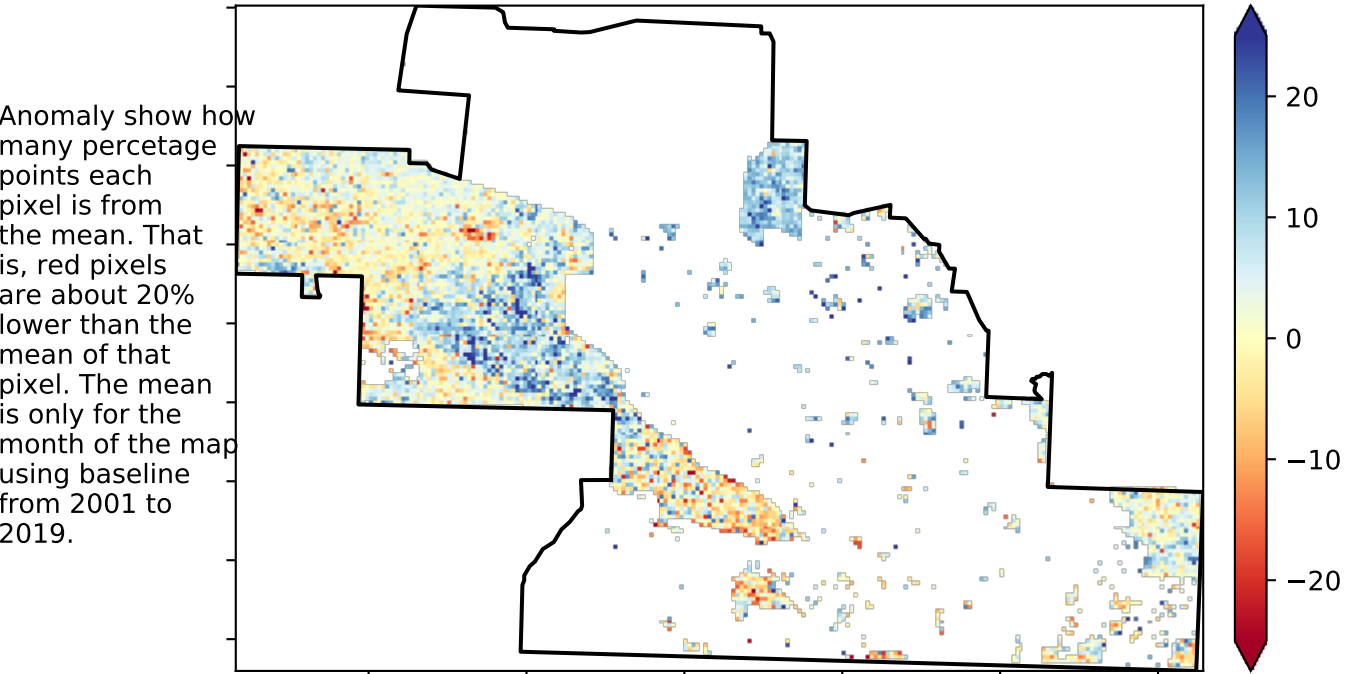 Anomaly show how
many percetage
points each
pixel is from
the mean. That
is, red pixels
are about 20%
lower than the
mean of that
pixel. The mean
is only for the
month of the map
using baseline
from 2001 to
2019.
20
10
0
−10
−20